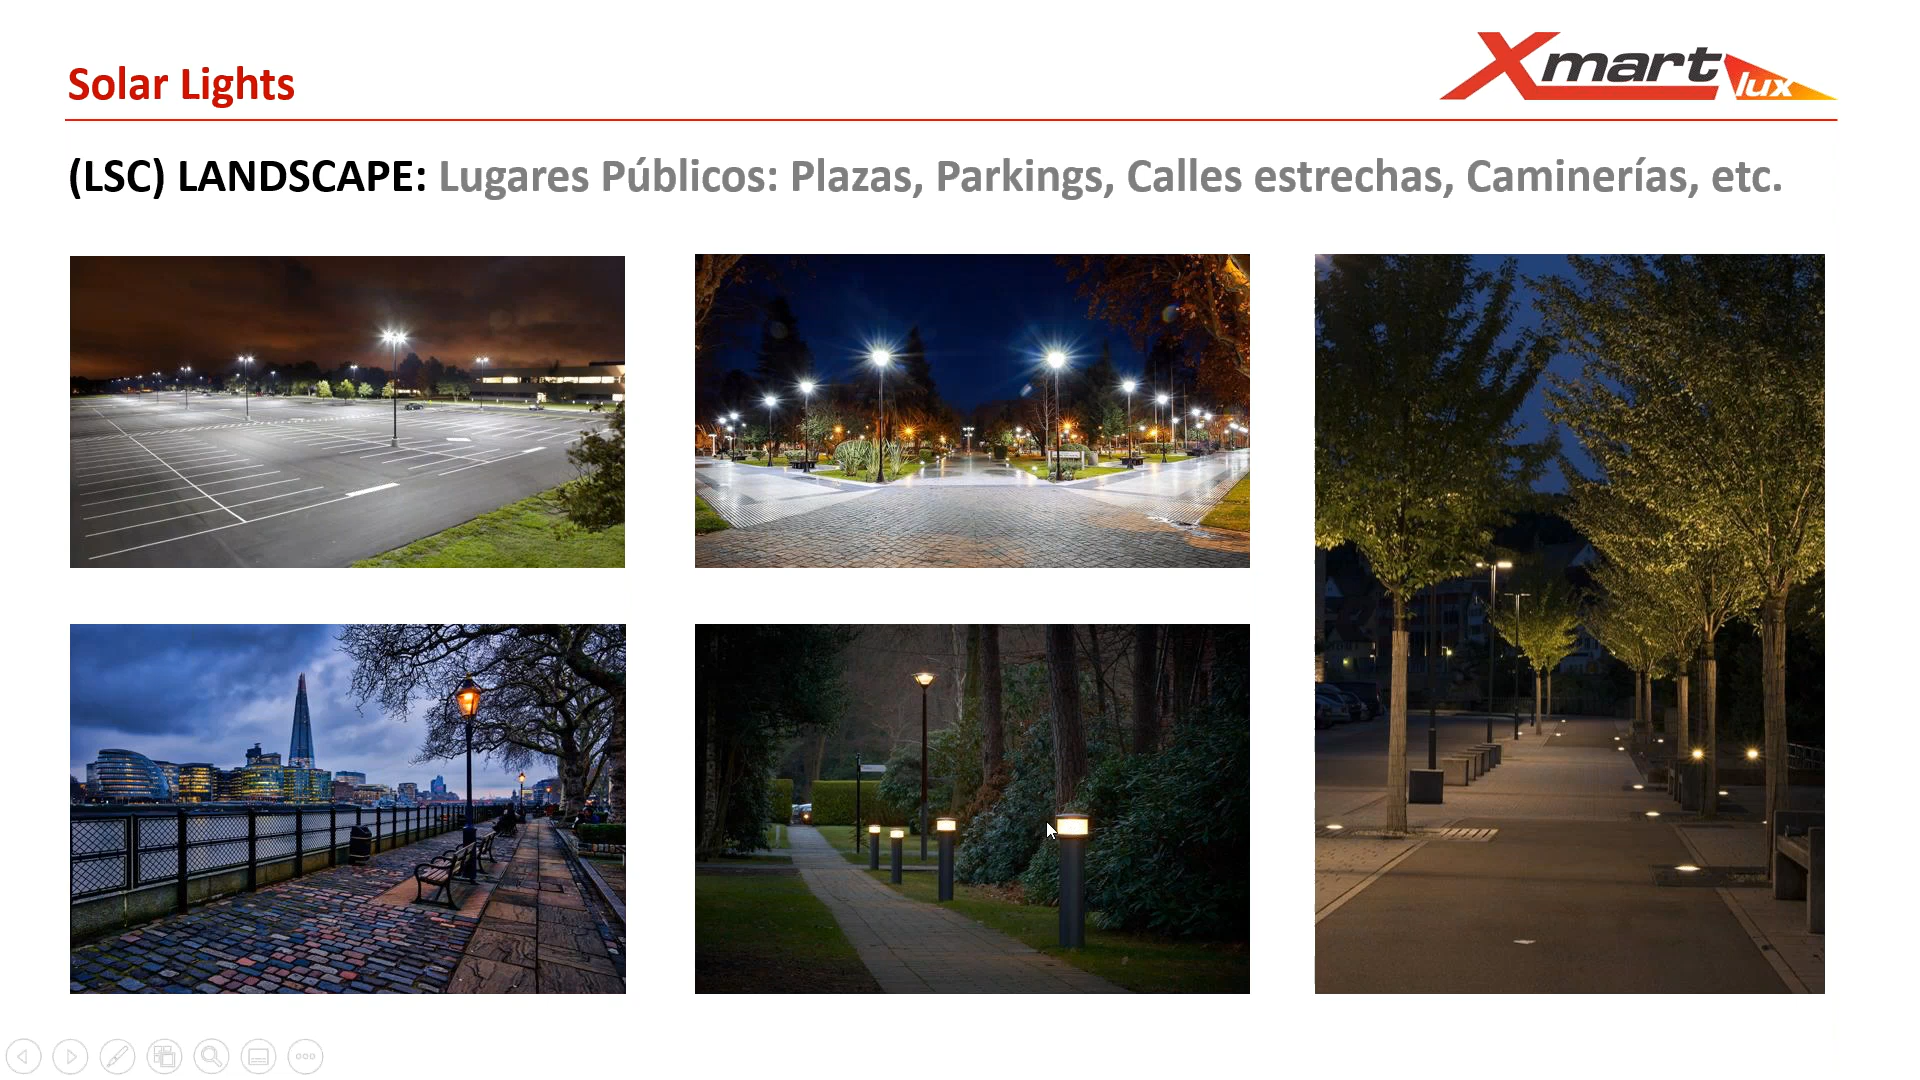 Solar Lights
Xmart lux
(LSC) LANDSCAPE: Lugares Públicos: Plazas, Parkings, Calles estrechas, Caminerías, etc.